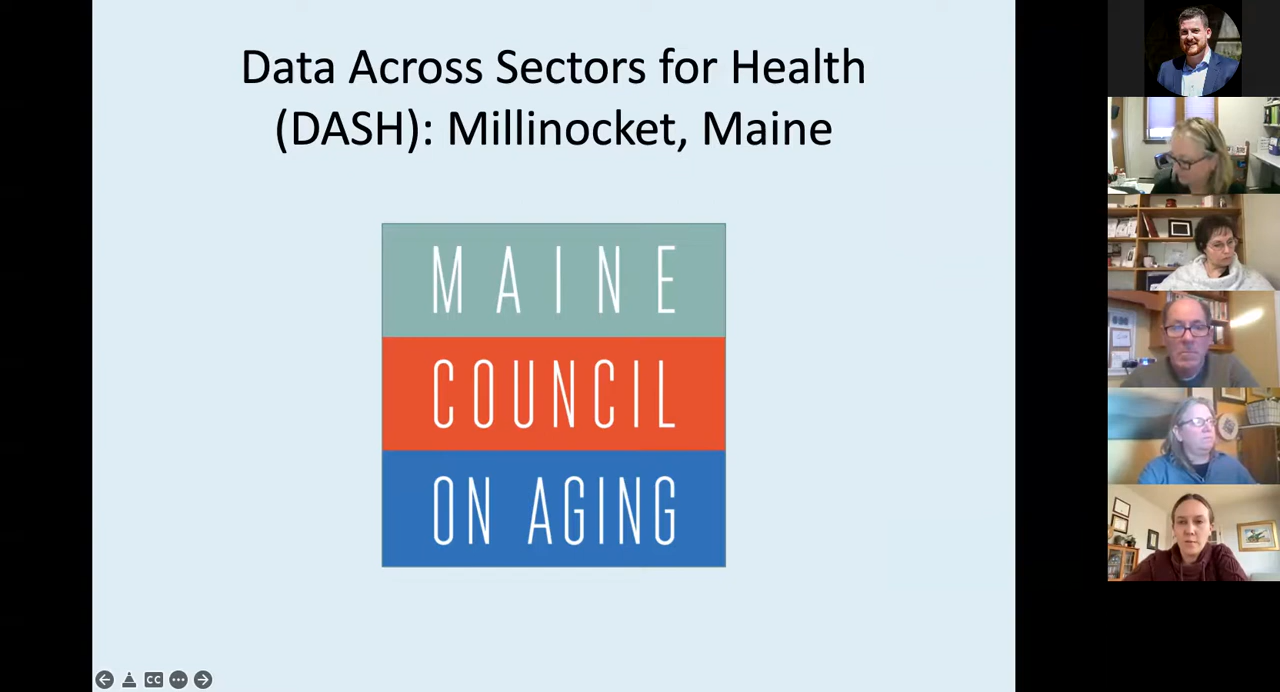 Data Across Sectors for Health
(DASH): Millinocket, Maine
MAINE
COUNCIL
ON AGING
CC